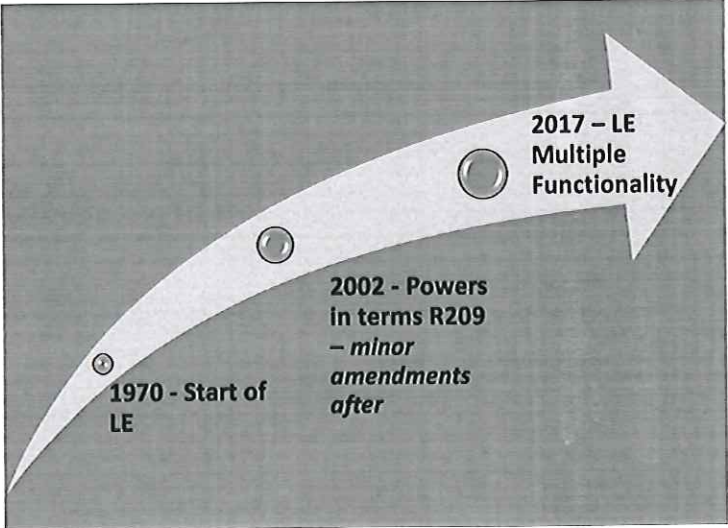 1970 - Start of
LE
2002 - Powers
in terms R209
– minor
amendments
after
2017 – LE
Multiple
Functionality